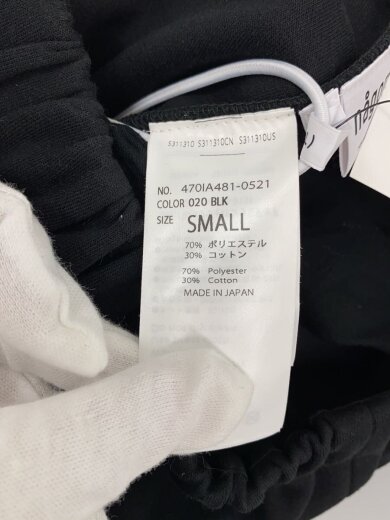 någo
S311310 S311310CN S311310US
NO. 470IA481-0521
COLOR 020 BLK
SIZE SMALL
70% ポリエステル
30% コットン
70% Polyester
30% Cotton
MADE IN JAPAN